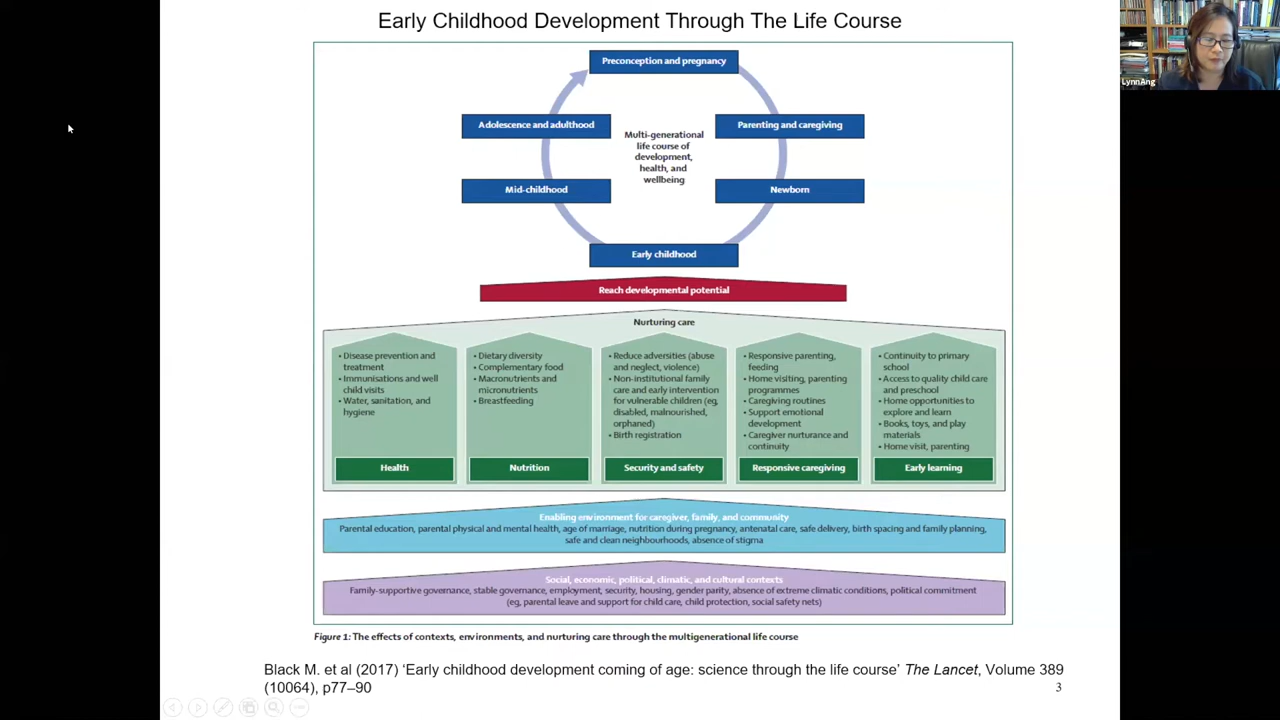 Early Childhood Development Through The Life Course
LynnAng
Preconception and pregnancy
Adolescence and adulthood
Parenting and caregiving
Multi-generational
life course of
development,
health, and
wellbeing
Mid-childhood
Newborn
Early childhood
Reach developmental potential
Nurturing care
• Disease prevention and
treatment
• Immunisations and well
child visits
• Water, sanitation, and
hygiene
Health
• Dietary diversity
• Complementary food
• Macronutrients and
micronutrients
• Breastfeeding
Nutrition
• Reduce adversities (abuse
and neglect, violence)
• Non-institutional family
care and early intervention
for vulnerable children (eg,
disabled, malnourished,
orphaned)
• Birth registration
Security and safety
• Responsive parenting,
feeding
• Home visiting, parenting
programmes
• Caregiving routines
• Support emotional
development
• Caregiver nurturance and
continuity
Responsive caregiving
• Continuity to primary
school
• Access to quality child care
and preschool
• Home opportunities to
explore and learn
• Books, toys, and play
materials
• Home visit, parenting
Early learning
Enabling environment for caregiver, family, and community
Parental education, parental physical and mental health, age of marriage, nutrition during pregnancy, antenatal care, safe delivery, birth spacing and family planning,
safe and clean neighbourhoods, absence of stigma
Social, economic, political, climatic, and cultural contexts
Family-supportive governance, stable governance, employment, security, housing, gender parity, absence of extreme climatic conditions, political commitment
(eg, parental leave and support for child care, child protection, social safety nets)
Figure 1: The effects of contexts, environments, and nurturing care through the multigenerational life course
Black M. et al (2017) ‘Early childhood development coming of age: science through the life course’ The Lancet, Volume 389
(10064), p77–90
3